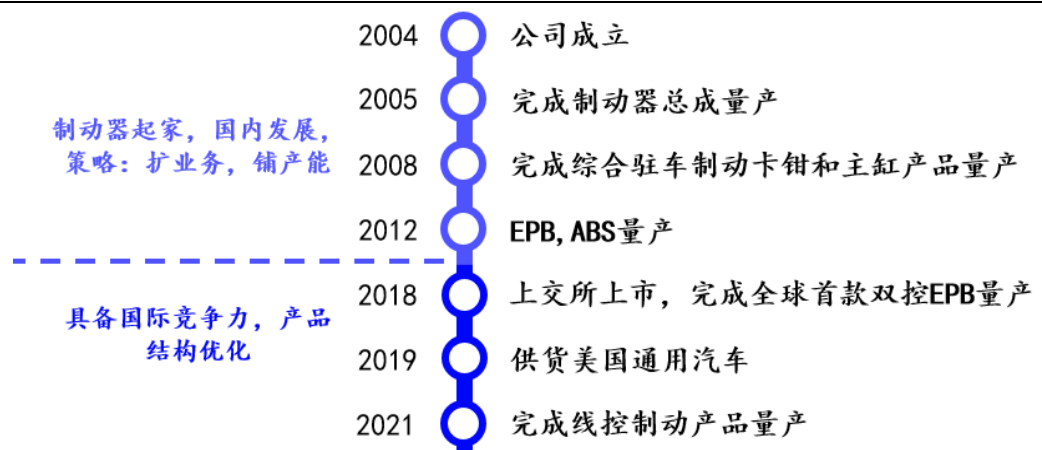 2004 公司成立
2005 完成制动器总成量产
制动器起家，国内发展，
策略：扩业务，铺产能
2008 完成综合驻车制动卡钳和主缸产品量产
2012 EPB, ABS量产
2018 上交所上市，完成全球首款双控EPB量产
具备国际竞争力，产品
结构优化
2019 供货美国通用汽车
2021 完成线控制动产品量产